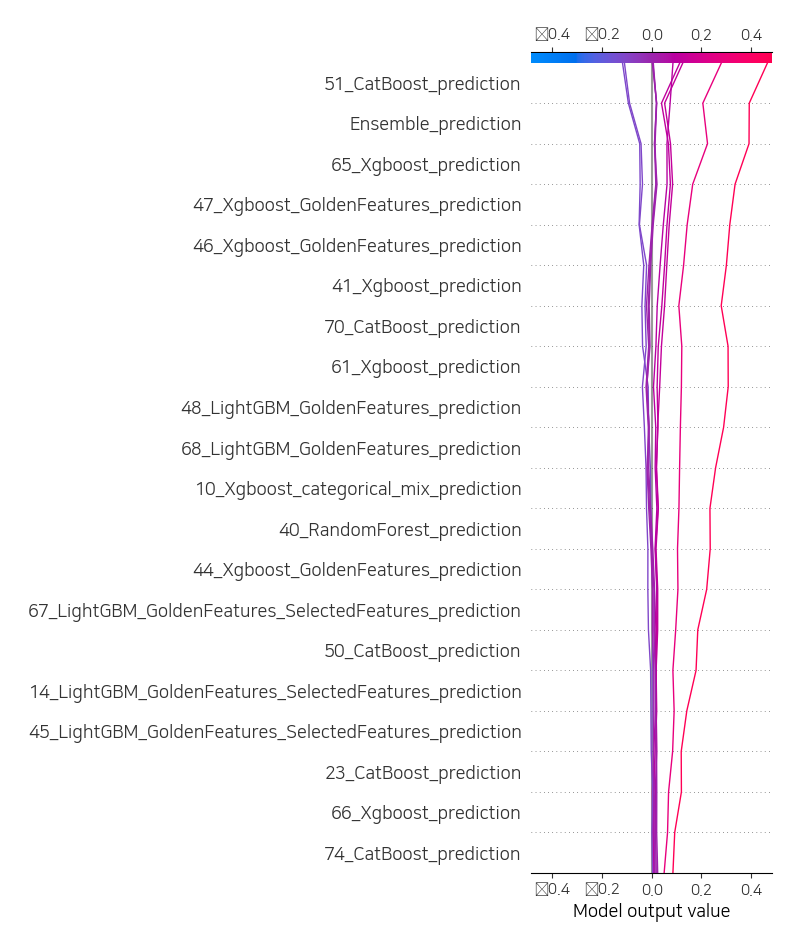 0.4 0.2 0.0 0.2 0.4
51_CatBoost_prediction
Ensemble_prediction
65_Xgboost_prediction
47_Xgboost_GoldenFeatures_prediction
46_Xgboost_GoldenFeatures_prediction
41_Xgboost_prediction
70_CatBoost_prediction
61_Xgboost_prediction
48_LightGBM_GoldenFeatures_prediction
68_LightGBM_GoldenFeatures_prediction
10_Xgboost_categorical_mix_prediction
40_RandomForest_prediction
44_Xgboost_GoldenFeatures_prediction
67_LightGBM_GoldenFeatures_SelectedFeatures_prediction
50_CatBoost_prediction
14_LightGBM_GoldenFeatures_SelectedFeatures_prediction
45_LightGBM_GoldenFeatures_SelectedFeatures_prediction
23_CatBoost_prediction
66_Xgboost_prediction
74_CatBoost_prediction
0.4 0.2 0.0 0.2 0.4
Model output value